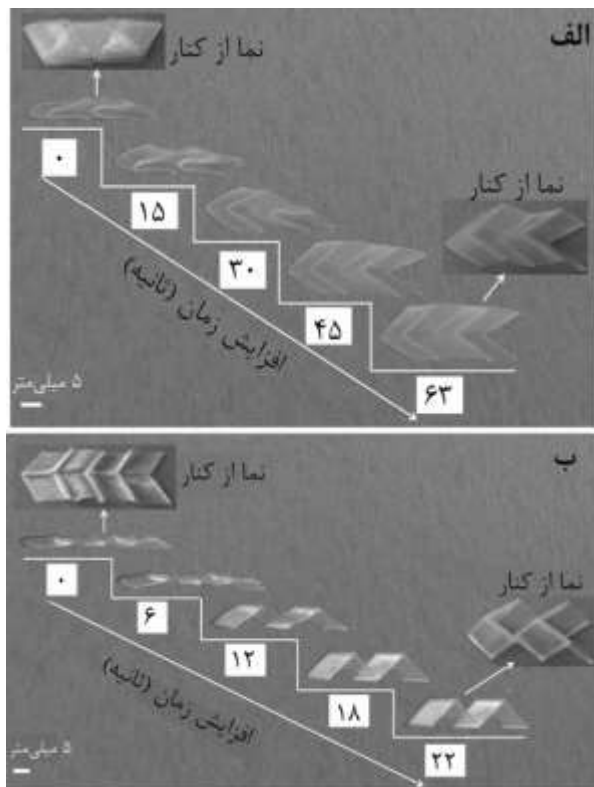 الف
نما از کنار
نما از کنار
۰
۱۵
۳۰
۴۵
۶۳
افزایش زمان (ثانیه)
۵ میلی‌متر
ب
نما از کنار
نما از کنار
۰
۶
۱۲
۱۸
۲۲
افزایش زمان (ثانیه)
۵ میلی‌متر